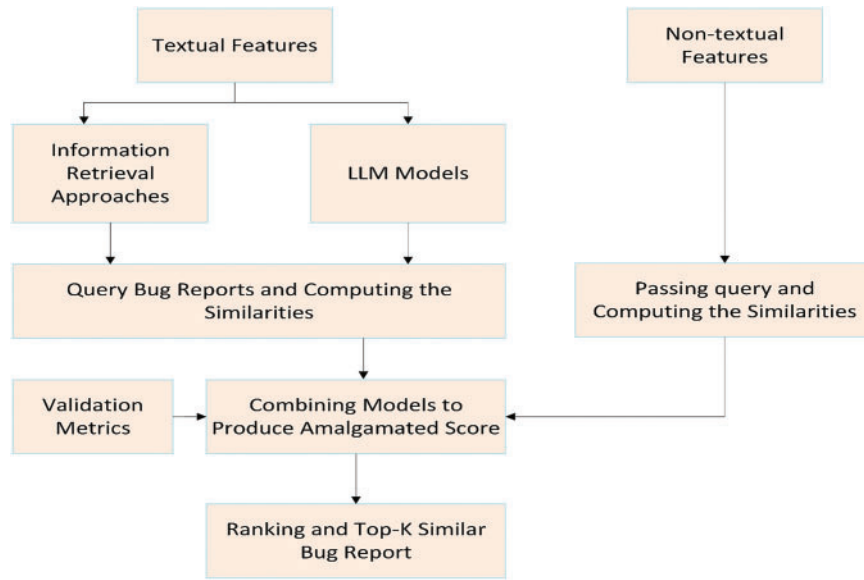 Textual Features
Non-textual
Features
Information
Retrieval
Approaches
LLM Models
Query Bug Reports and Computing the
Similarities
Passing query and
Computing the Similarities
Validation
Metrics
Combining Models to
Produce Amalgamated Score
Ranking and Top-K Similar
Bug Report